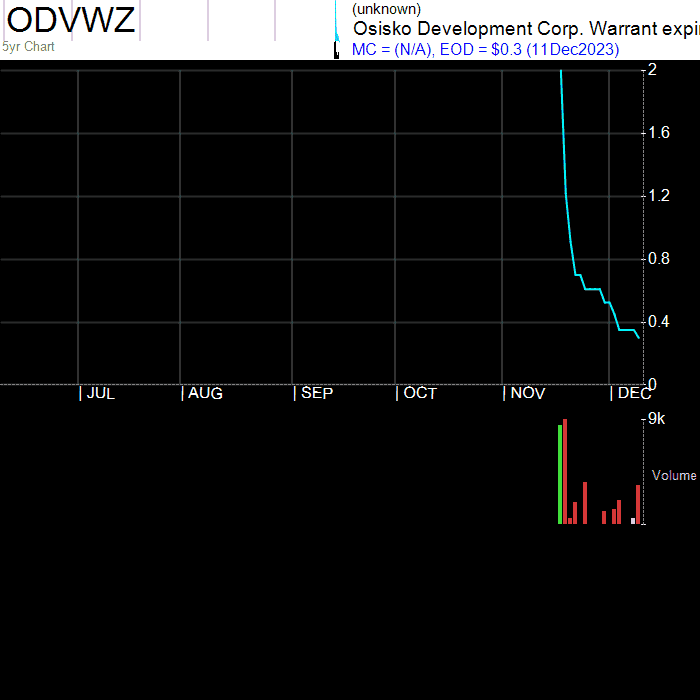 ODVWZ
5yr Chart
(unknown)
Osisko Development Corp. Warrant expi
MC = (N/A), EOD = $0.3 (11Dec2023)
2
1.6
1.2
0.8
0.4
0
| JUL | AUG | SEP | OCT | NOV | DEC
9k
Volume